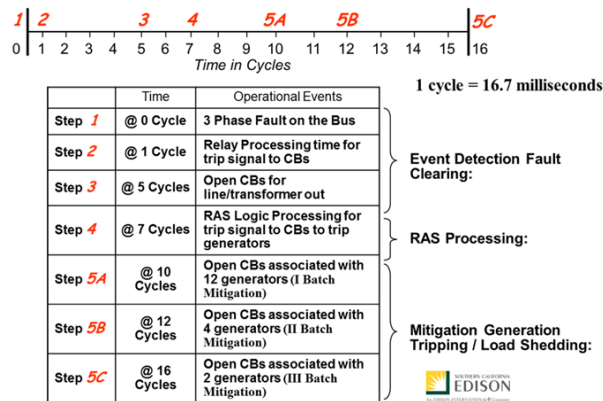 1 2 3 4 5A 5B 5C
0 1 2 3 4 5 6 7 8 9 10 11 12 13 14 15 16
Time in Cycles
1 cycle = 16.7 milliseconds
Time Operational Events
Step 1 @ 0 Cycle 3 Phase Fault on the Bus
Step 2 @ 1 Cycle Relay Processing time for
trip signal to CBs
Step 3 @ 5 Cycles Open CBs for
line/transformer out
Event Detection Fault
Clearing:
Step 4 @ 7 Cycles RAS Logic Processing for
trip signal to CBs to trip
generators
RAS Processing:
Step 5A @ 10
Cycles
Open CBs associated with
12 generators (I Batch
Mitigation)
Step 5B @ 12
Cycles
Open CBs associated with
4 generators (II Batch
Mitigation)
Step 5C @ 16
Cycles
Open CBs associated with
2 generators (III Batch
Mitigation)
Mitigation Generation
Tripping / Load Shedding:
SOUTHERN CALIFORNIA
EDISON
An EDISON INTERNATIONAL® Company